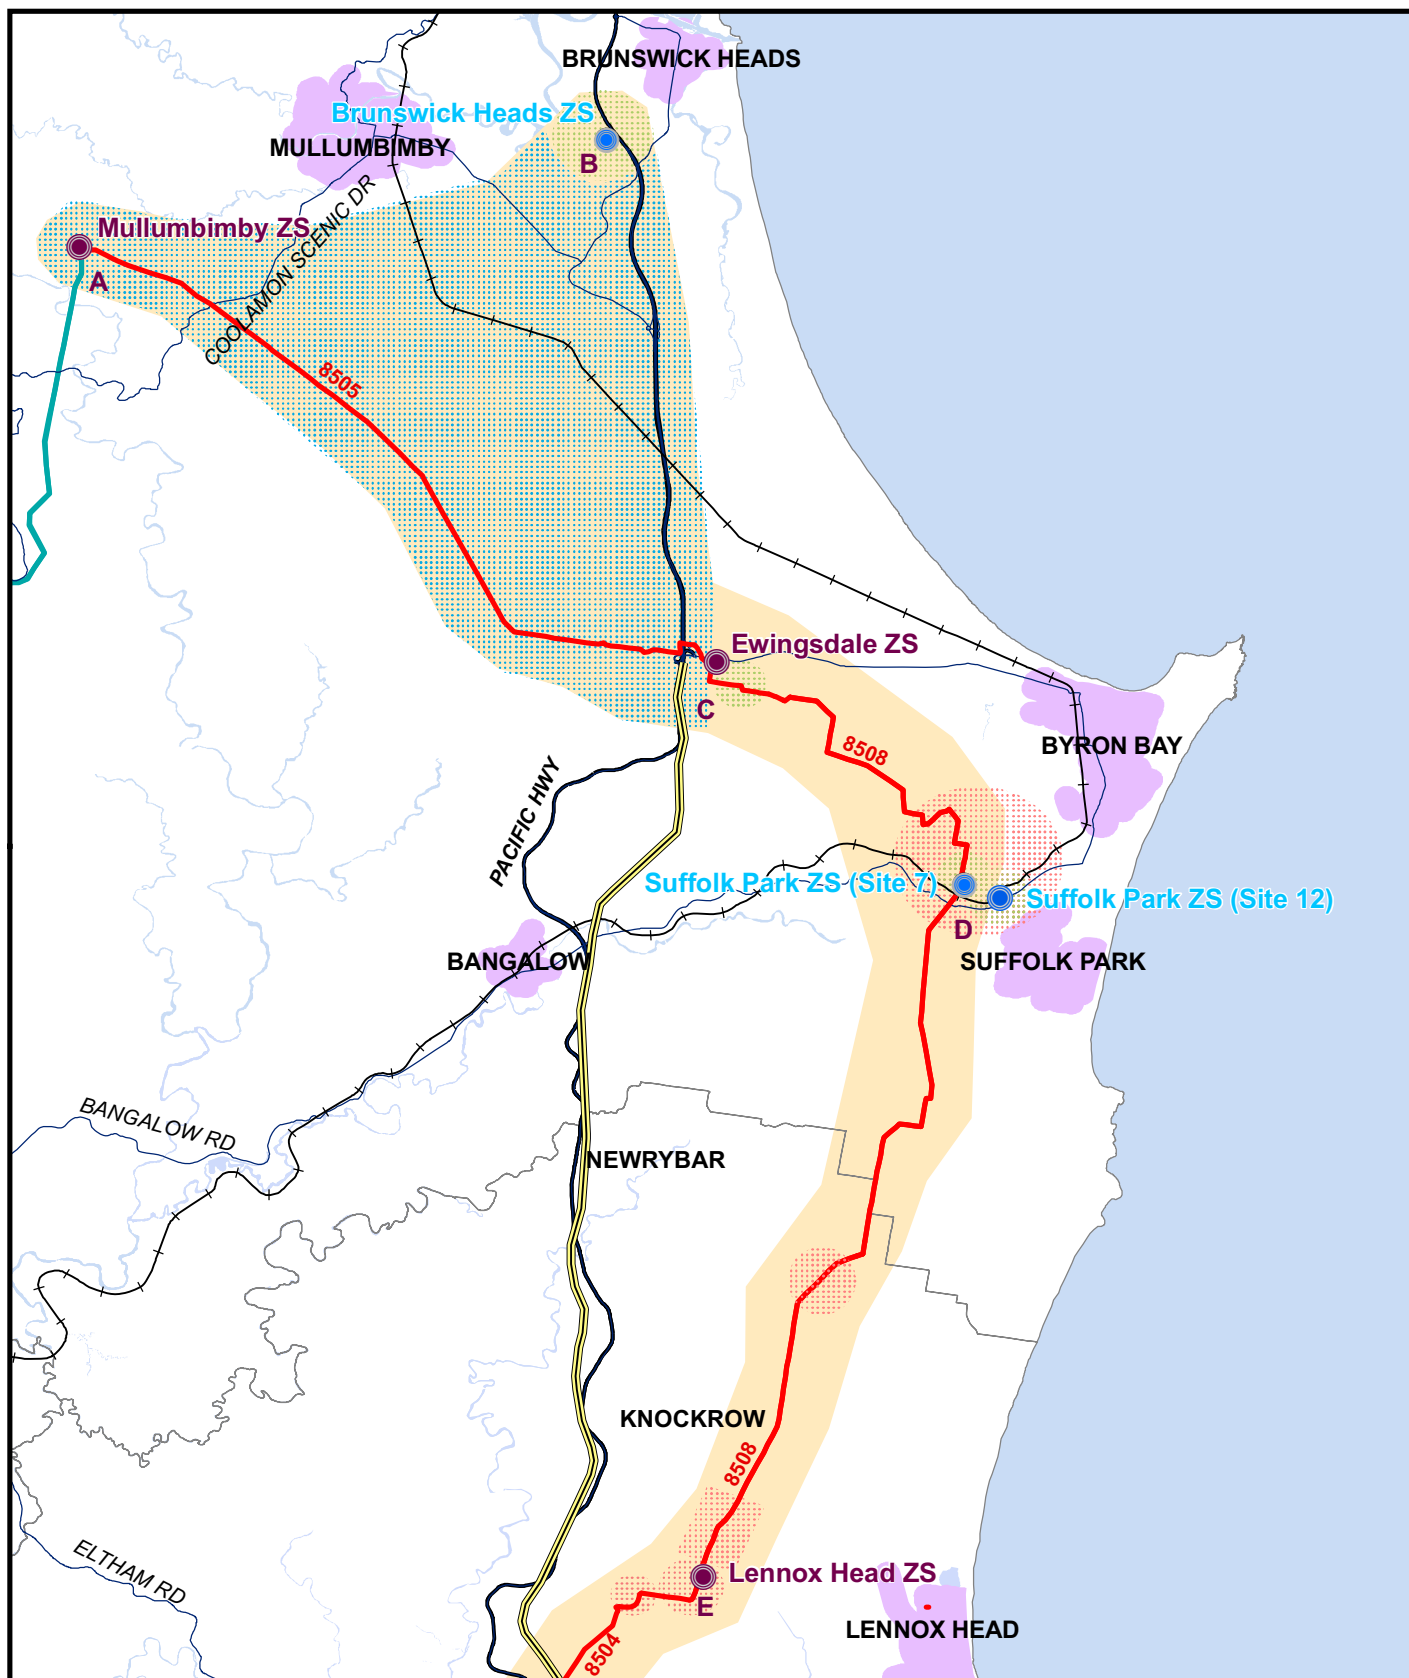 BRUNSWICK HEADS
Brunswick Heads ZS
MULLUMBIMBY
B
COOLAMON SCENIC DR
Mullumbimby ZS
A
8505
Ewingsdale ZS
C
BYRON BAY
8508
PACIFIC HWY
Suffolk Park ZS (Site 7)
Suffolk Park ZS (Site 12)
D
BANGALOW
SUFFOLK PARK
BANGALOW RD
NEWRYBAR
KNOCKROW
8508
ELTHAM RD
Lennox Head ZS
E
LENNOX HEAD
8504